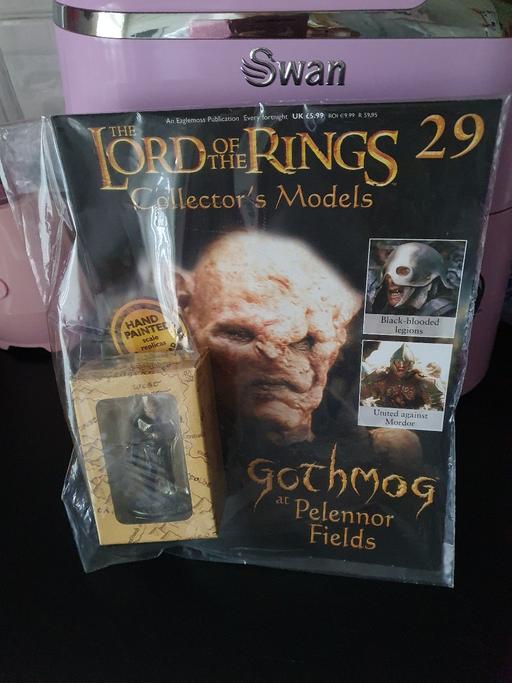 Swan
An Eaglemoss Publication Every fortnight UK £5.99 ROI €9.99 R 59,95
THE LORD OF THE RINGS 29
Collector's Models
HAND PAINTED
scale
replicas
Black-blooded
legions
United against
Mordor
GOTHMOG
at Pelennor
Fields